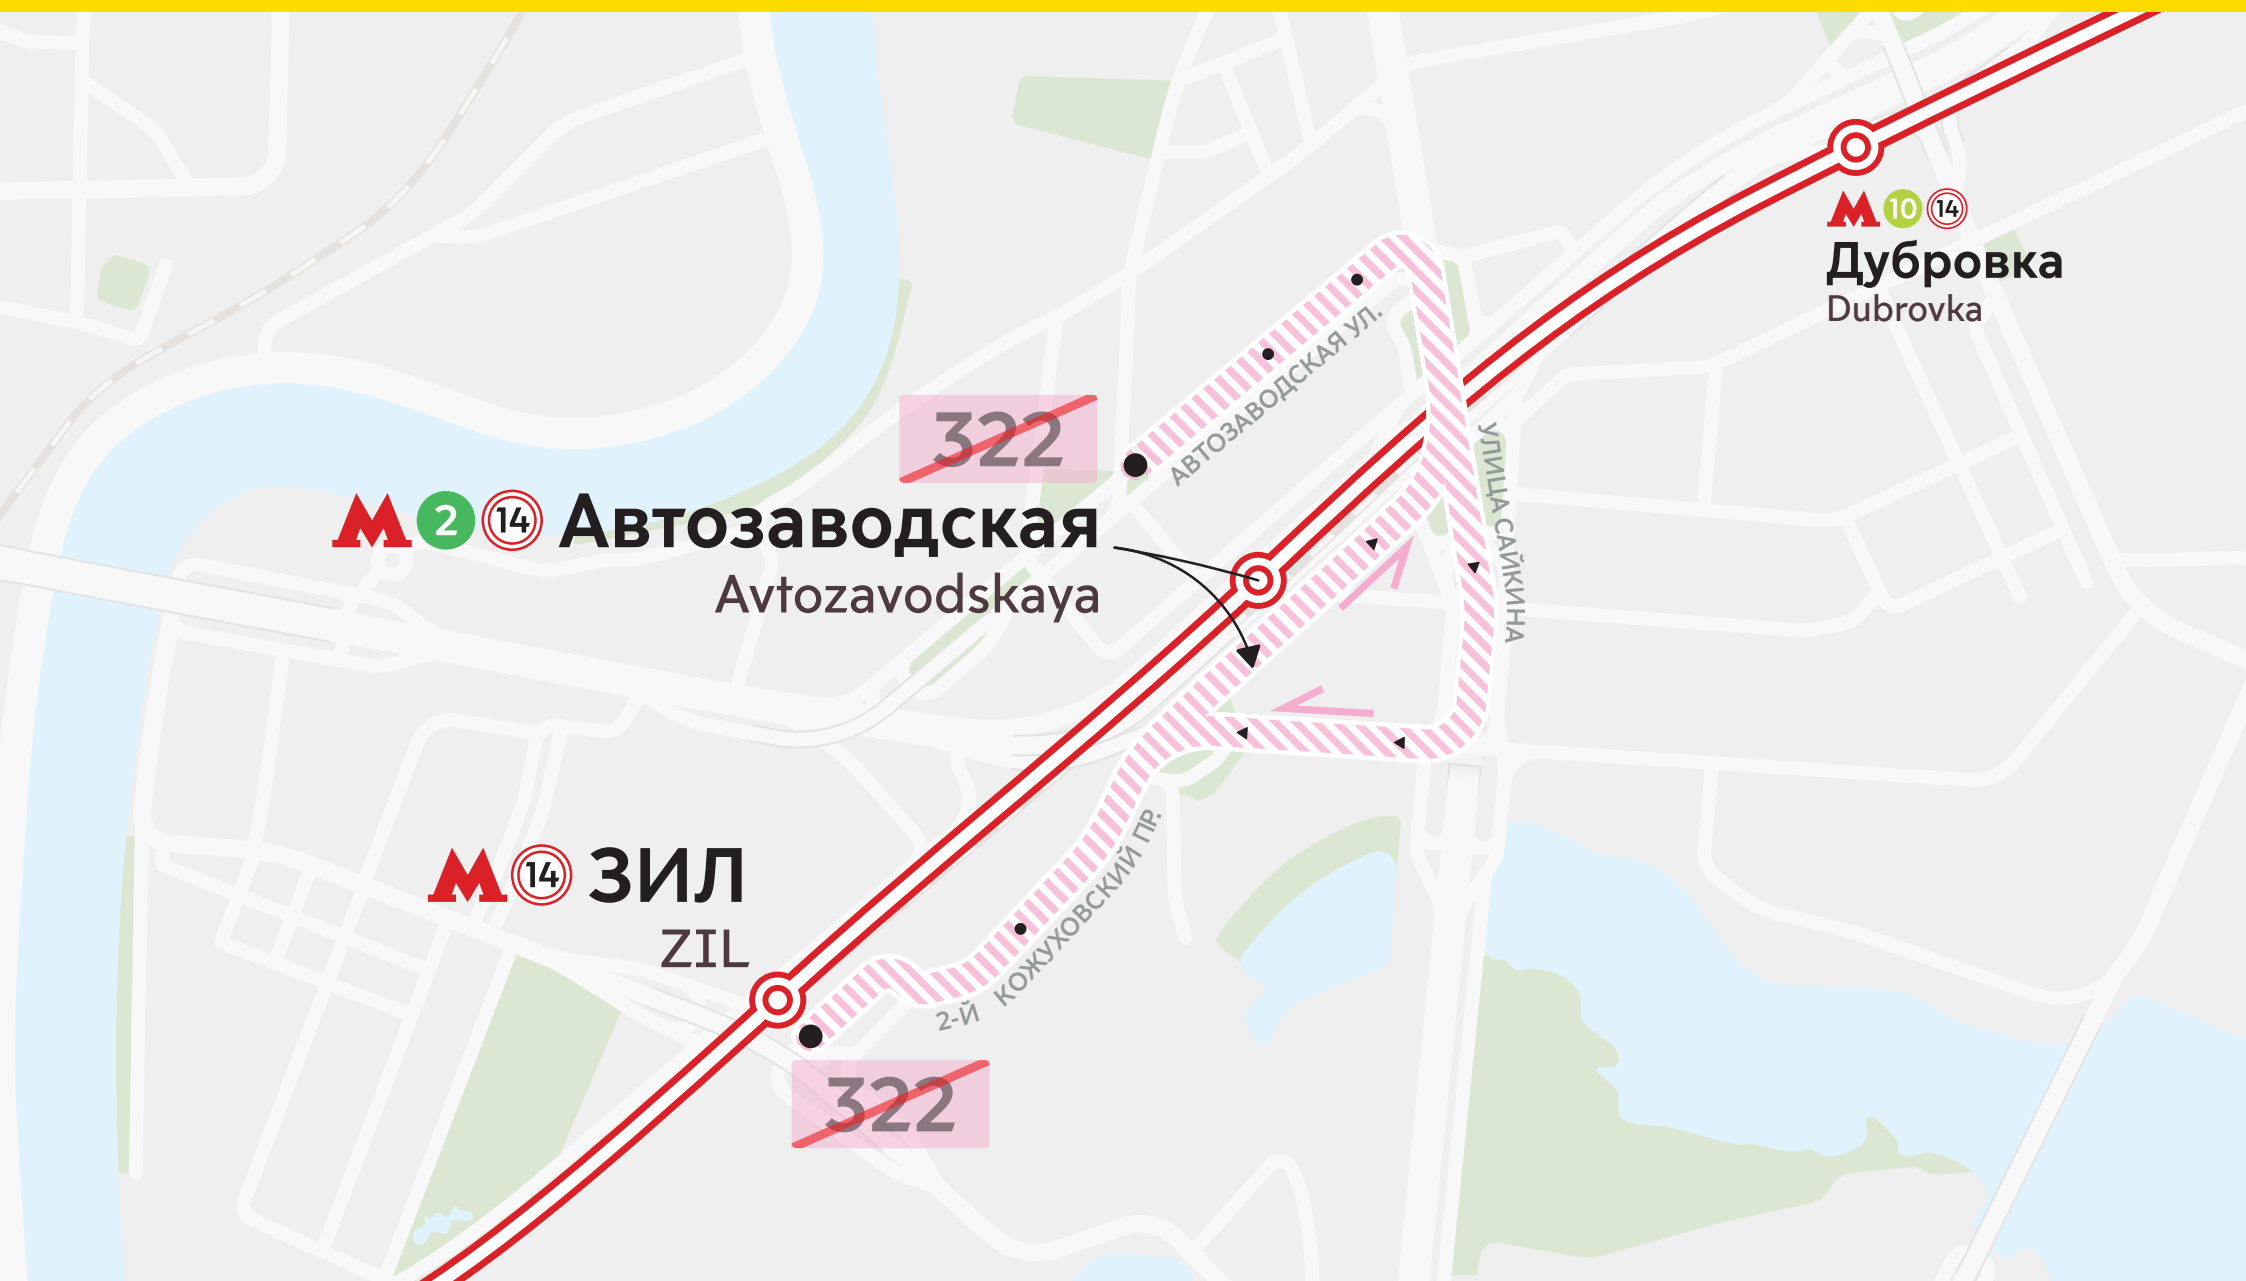 М 10 14
Дубровка
Dubrovka
АВТОЗАВОДСКАЯ УЛ.
322
УЛИЦА САЙКИНА
М 2 14 Автозаводская
Avtozavodskaya
М 14 ЗИЛ
ZIL
2-Й КОЖУХОВСКИЙ ПР.
322